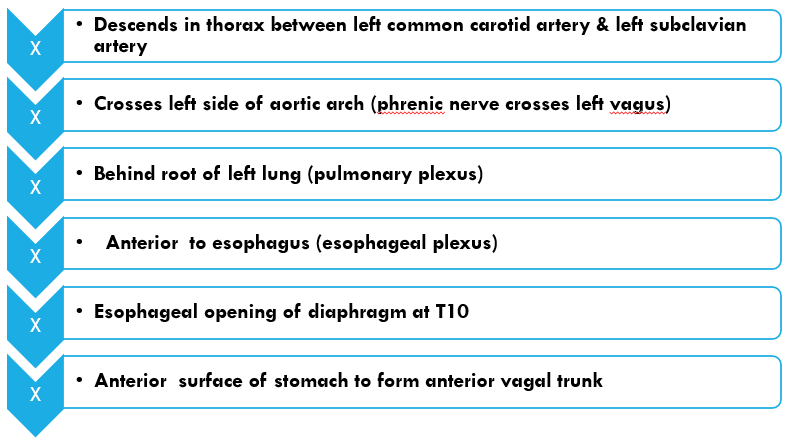 X
• Descends in thorax between left common carotid artery & left subclavian
artery
X
• Crosses left side of aortic arch (phrenic nerve crosses left vagus)
X
• Behind root of left lung (pulmonary plexus)
X
• Anterior to esophagus (esophageal plexus)
X
• Esophageal opening of diaphragm at T10
X
• Anterior surface of stomach to form anterior vagal trunk